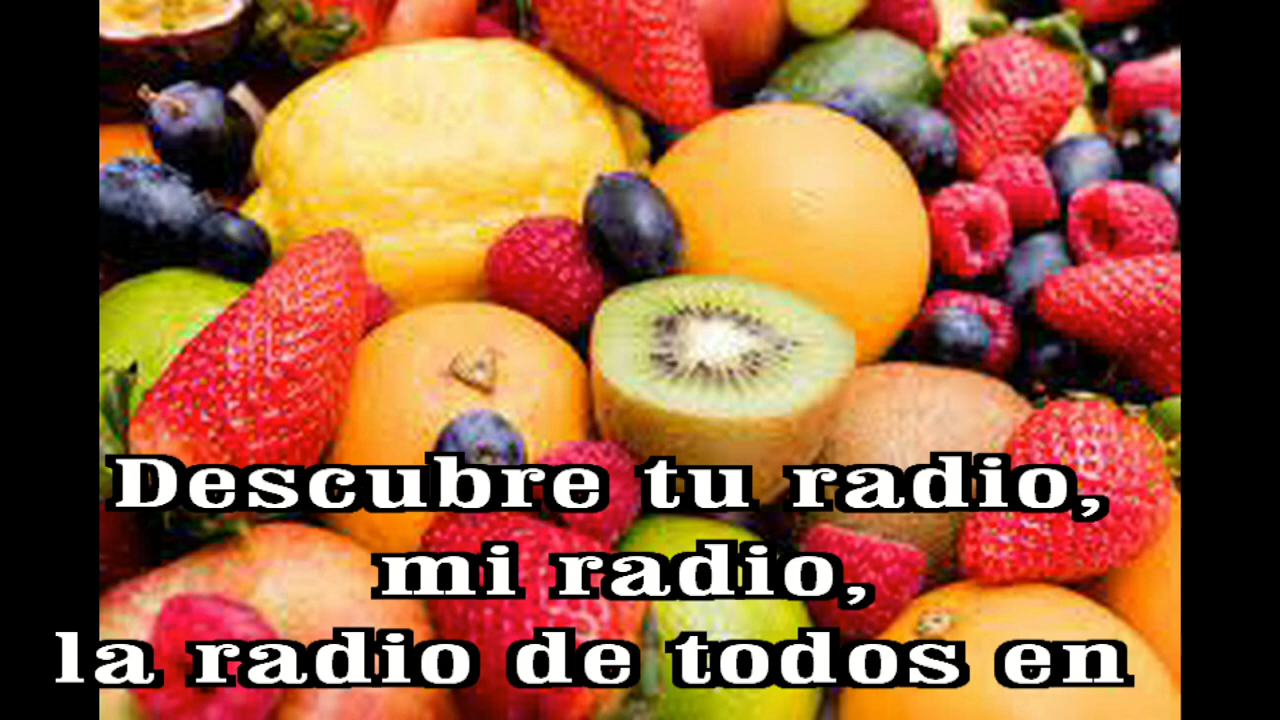 Descubre tu radio,
mi radio,
la radio de todos en